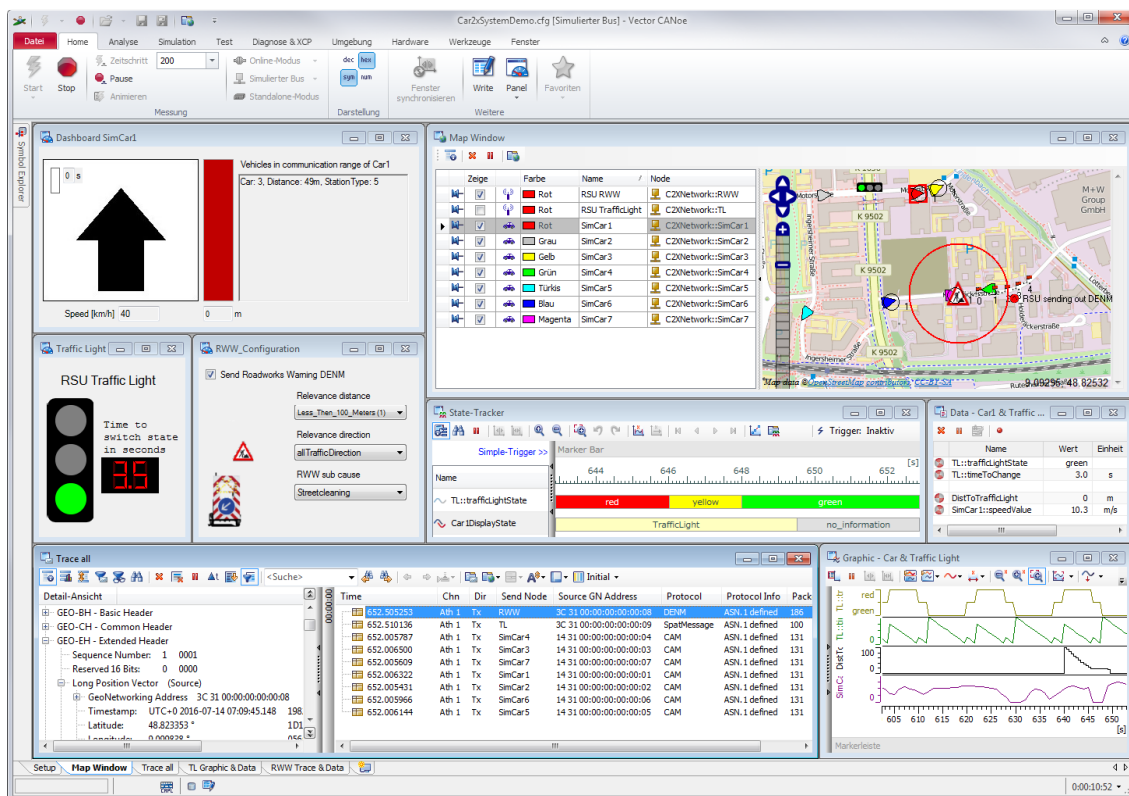 Car2xSystemDemo.cfg [Simulierter Bus] - Vector CANoe
Datei Home Analyse Simulation Test Diagnose & XCP Umgebung Hardware Werkzeuge Fenster
Start
Stop
Zeitschritt 200
Pause
Animieren
Messung
Online-Modus
Simulierter Bus
Standalone-Modus
dec hex
sym num
Darstellung
Fenster
synchronisieren
Write
Panel
Favoriten
Weitere
Symbol Explorer
Dashboard SimCar1
0 s
Vehicles in communication range of Car1
Car: 3, Distance: 49m, StationType: 5
Speed [km/h] 40
0 m
Map Window
Zeige Farbe Name / Node
Rot RSU RWW C2XNetwork::RWW
Rot RSU TrafficLight C2XNetwork::TL
Rot SimCar1 C2XNetwork::SimCar1
Grau SimCar2 C2XNetwork::SimCar2
Gelb SimCar3 C2XNetwork::SimCar3
Grün SimCar4 C2XNetwork::SimCar4
Türkis SimCar5 C2XNetwork::SimCar5
Blau SimCar6 C2XNetwork::SimCar6
Magenta SimCar7 C2XNetwork::SimCar7
M+W
Group
GmbH
K 9502
K 9502
K 9502
Ingersheimer Straße
Ingersheimer
Straße
RSU sending out DENM
Map data ©OpenStreetMap contributors, CC-BY-SA
9.09296-48.82532
Traffic Light
RSU Traffic Light
Time to
switch state
in seconds
3.5
RWW_Configuration
Send Roadworks Warning DENM
Relevance distance
Less_Then_100_Meters (1)
Relevance direction
allTrafficDirection
RWW sub cause
Streetcleaning
State-Tracker
Trigger: Inaktiv
Simple-Trigger >> Marker Bar
Name
[s]
644 646 648 650 652
TL::trafficLightState red yellow green
Car1DisplayState TrafficLight no_information
Data - Car1 & Traffic ...
Name Wert Einheit
TL::trafficLightState green
TL::timeToChange 3.0 s
DistToTrafficLight 0 m
SimCar1::speedValue 10.3 m/s
Trace all
<Suche> Initial
Detail-Ansicht
GEO-BH - Basic Header
GEO-CH - Common Header
GEO-EH - Extended Header
Sequence Number: 1 0001
Reserved 16 Bits: 0 0000
Long Position Vector (Source)
GeoNetworking Address 3C 31 00:00:00:00:00:08
Timestamp: UTC+0 2016-07-14 07:09:45.148 198
Latitude: 48.823353 ° 1D1
00:00:00
Time Chn Dir Send Node Source GN Address Protocol Protocol Info Pack
652.505253 Ath 1 Tx RWW 3C 31 00:00:00:00:00:08 DENM ASN.1 defined 186
652.510136 Ath 1 Tx TL 3C 31 00:00:00:00:00:09 SpatMessage ASN.1 defined 100
652.005787 Ath 1 Tx SimCar4 14 31 00:00:00:00:00:04 CAM ASN.1 defined 131
652.006500 Ath 1 Tx SimCar3 14 31 00:00:00:00:00:03 CAM ASN.1 defined 131
652.005609 Ath 1 Tx SimCar7 14 31 00:00:00:00:00:07 CAM ASN.1 defined 131
652.006322 Ath 1 Tx SimCar1 14 31 00:00:00:00:00:01 CAM ASN.1 defined 131
652.005431 Ath 1 Tx SimCar2 14 31 00:00:00:00:00:02 CAM ASN.1 defined 131
652.005966 Ath 1 Tx SimCar6 14 31 00:00:00:00:00:06 CAM ASN.1 defined 131
652.006144 Ath 1 Tx SimCar5 14 31 00:00:00:00:00:05 CAM ASN.1 defined 131
Graphic - Car & Traffic Light
TL::tr red
green
TL::ti 0
DistTc 100
0
SimCa 0
605 610 615 620 625 630 635 640 645 650
[s]
Markerleiste
Setup Map Window Trace all TL Graphic & Data RWW Trace & Data
0:00:10:52